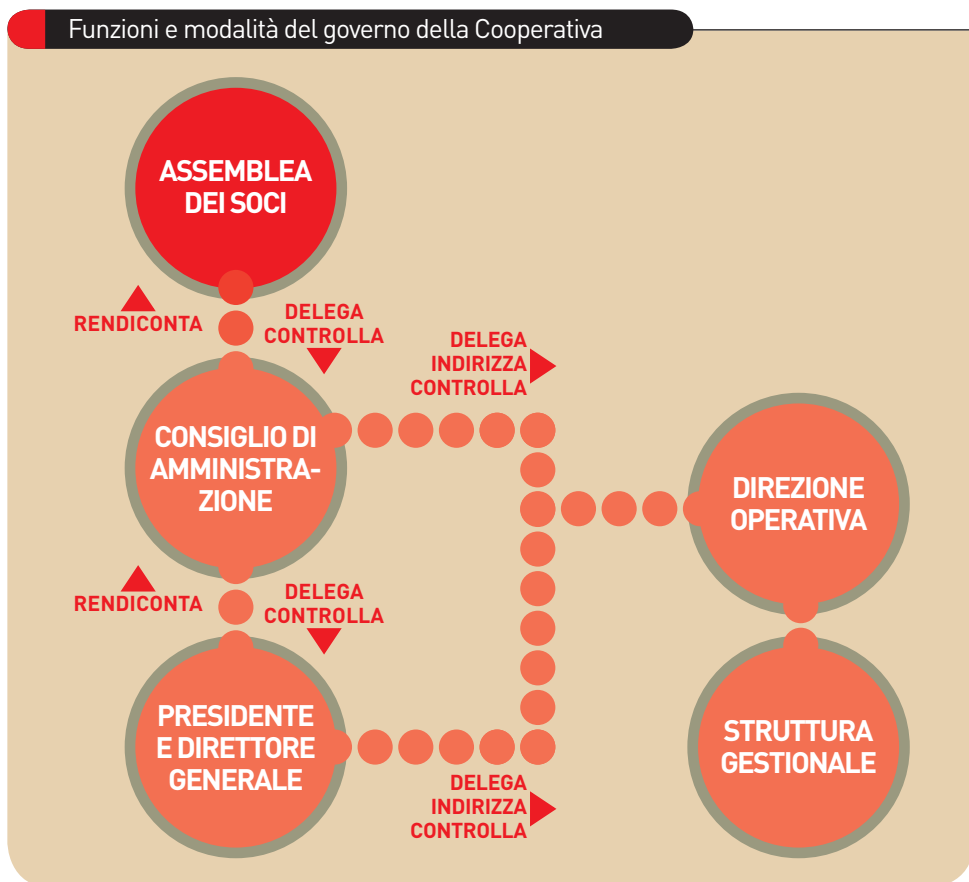 Funzioni e modalità del governo della Cooperativa
ASSEMBLEA
DEI SOCI
RENDICONTA
DELEGA
CONTROLLA
DELEGA
INDIRIZZA
CONTROLLA
CONSIGLIO DI
AMMINISTRA-
ZIONE
DIREZIONE
OPERATIVA
RENDICONTA
DELEGA
CONTROLLA
PRESIDENTE
E DIRETTORE
GENERALE
STRUTTURA
GESTIONALE
DELEGA
INDIRIZZA
CONTROLLA